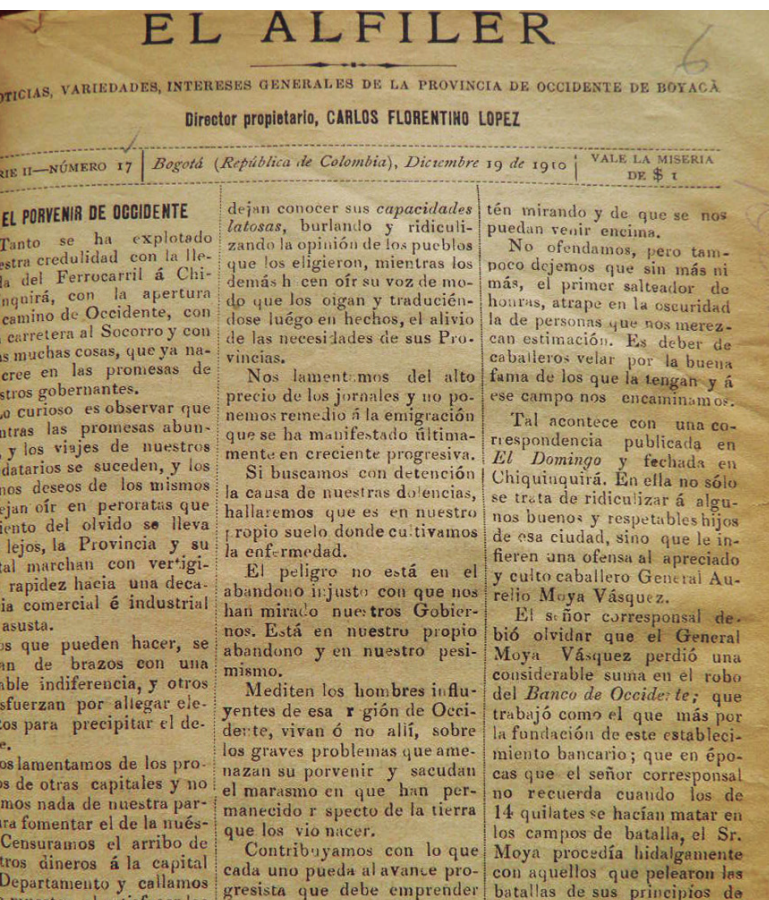 EL ALFILER
NOTICIAS, VARIEDADES, INTERESES GENERALES DE LA PROVINCIA DE OCCIDENTE DE BOYACÁ
Director propietario, CARLOS FLORENTINO LOPEZ
RIE II—NÚMERO 17
Bogotá (República de Colombia), Diciembre 19 de 1910
VALE LA MISERIA
DE $ 1
6
EL PORVENIR DE OCCIDENTE
Tanto se ha explotado
estra credulidad con la lle-
da del Ferrocarril á Chi-
nquirá, con la apertura
camino de Occidente, con
carretera al Socorro y con
as muchas cosas, que ya na-
cree en las promesas de
stros gobernantes.
Lo curioso es observar que
ntras las promesas abun-
, y los viajes de nuestros
datarios se suceden, y los
nos deseos de los mismos
ejan oír en peroratas que
iento del olvido se lleva
lejos, la Provincia y su
tal marchan con vertigi-
rapidez hacia una deca-
ia comercial é industrial
asusta.
os que pueden hacer, se
an de brazos con una
able indiferencia, y otros
sfuerzan por allegar ele-
tos para precipitar el de-
e.
os lamentamos de los pro-
os de otras capitales y no
mos nada de nuestra par-
ara fomentar el de la nués-
Censuramos el arribo de
tros dineros á la capital
Departamento y callamos
dejan conocer sus capacidades
latosas, burlando y ridiculi-
zando la opinión de los pueblos
que los eligieron, mientras los
demás h cen oír su voz de mo-
do que los oigan y traducién-
dose luégo en hechos, el alivio
de las necesidades de sus Pro-
vincias.
Nos lamentamos del alto
precio de los jornales y no po-
nemos remedio á la emigración
que se ha manifestado última-
mente en creciente progresiva.
Si buscamos con detención
la causa de nuestras dolencias,
hallaremos que es en nuestro
propio suelo donde cultivamos
la enfermedad.
El peligro no está en el
abandono injusto con que nos
han mirado nuestros Gobier-
nos. Está en nuestro propio
abandono y en nuestro pesi-
mismo.
Mediten los hombres influ-
yentes de esa r gión de Occi-
dente, vivan ó no allí, sobre
los graves problemas que ame-
nazan su porvenir y sacudan
el marasmo en que han per-
manecido r specto de la tierra
que los vio nacer.
Contribuyamos con lo que
cada uno pueda al avance pro-
gresista que debe emprender
tén mirando y de que se nos
puedan venir encima.
No ofendamos, pero tam-
poco dejemos que sin más ni
más, el primer salteador de
honras, atrape en la oscuridad
la de personas que nos merez-
can estimación. Es deber de
caballeros velar por la buena
fama de los que la tengan y á
ese campo nos encaminamos.
Tal acontece con una co-
rrespondencia publicada en
El Domingo y fechada en
Chiquinquirá. En ella no sólo
se trata de ridiculizar á algu-
nos buenos y respetables hijos
de esa ciudad, sino que le in-
fieren una ofensa al apreciado
y culto caballero General Au-
relio Moya Vásquez.
El señor corresponsal de-
bió olvidar que el General
Moya Vásquez perdió una
considerable suma en el robo
del Banco de Occidente; que
trabajó como el que más por
la fundación de este estableci-
miento bancario; que en épo-
cas que el señor corresponsal
no recuerda cuando los de
14 quilates se hacían matar en
los campos de batalla, el Sr.
Moya procedía hidalgamente
con aquellos que pelearon las
batallas de sus principios de